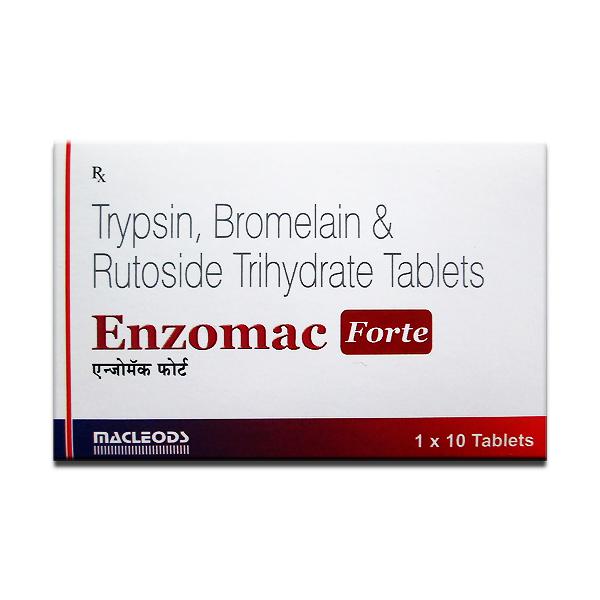 Rx
Trypsin, Bromelain &
Rutoside Trihydrate Tablets
Enzomac Forte
एन्जोमॅक फोर्ट
MACLEODS
1 x 10 Tablets